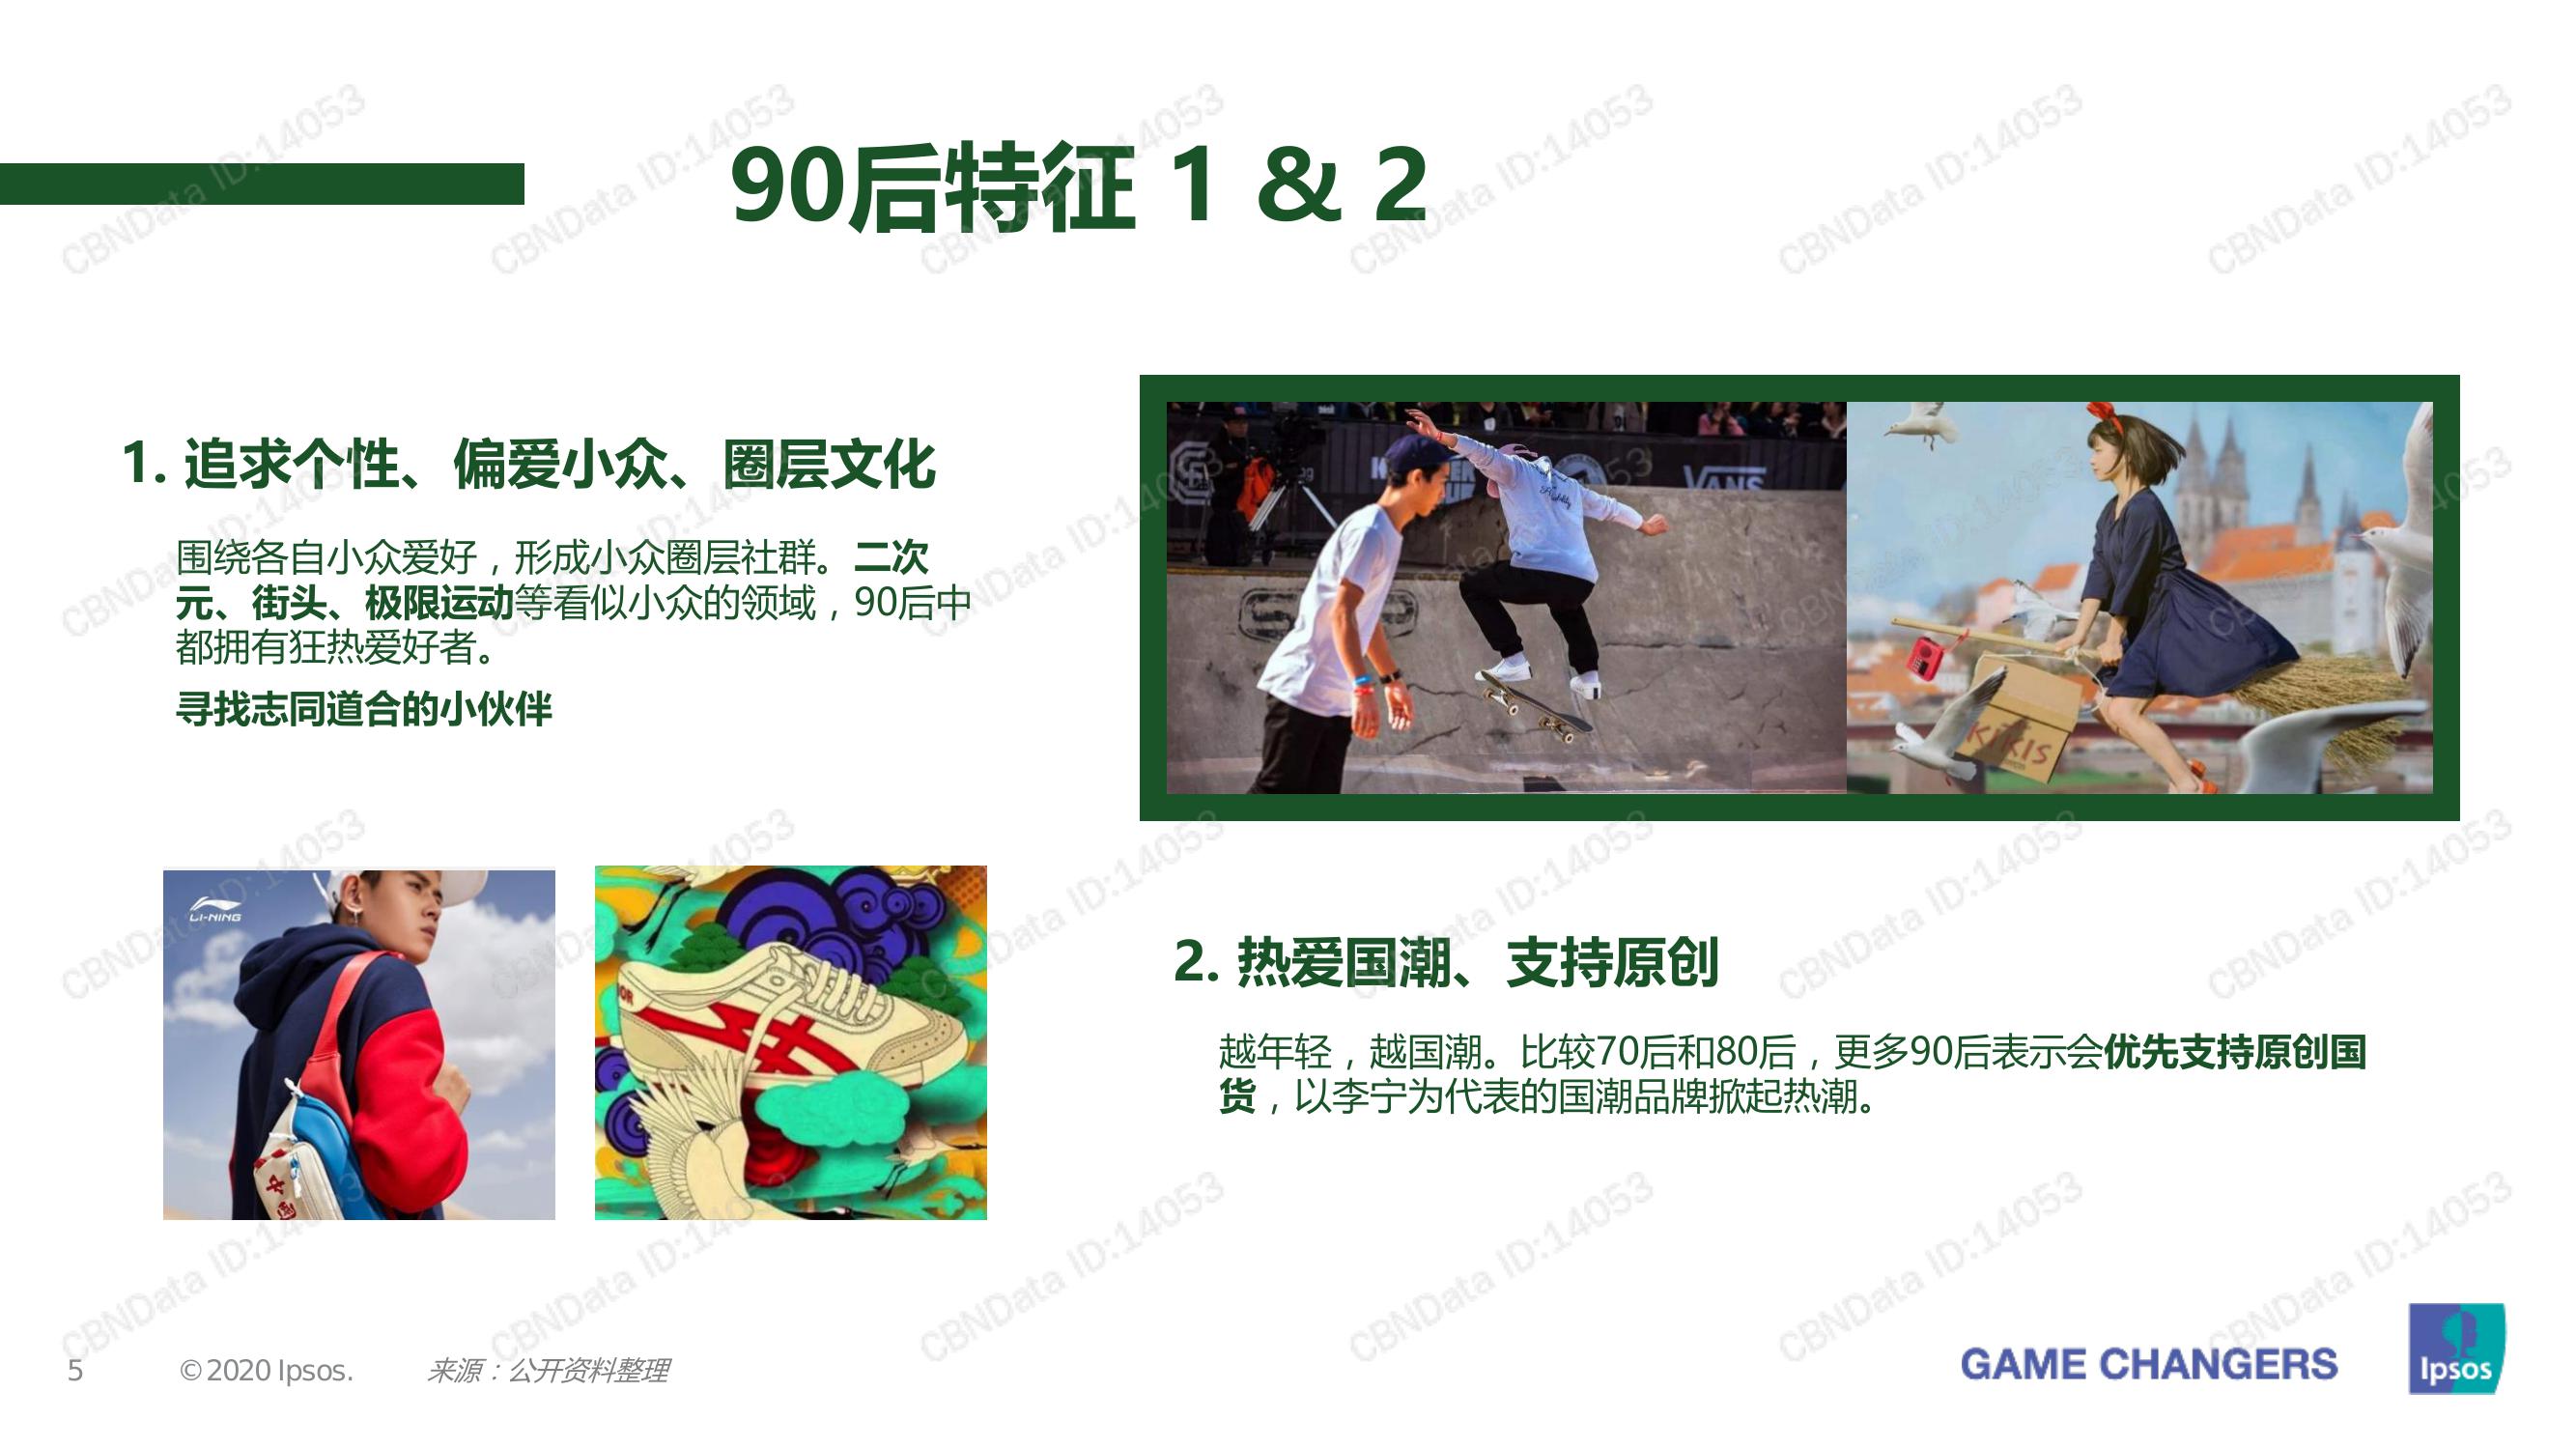 90后特征 1 & 2
1. 追求个性、偏爱小众、圈层文化
围绕各自小众爱好，形成小众圈层社群。二次
元、街头、极限运动等看似小众的领域，90后中
都拥有狂热爱好者。
寻找志同道合的小伙伴
VANS
KIKIS
LI-NING
中国
2. 热爱国潮、支持原创
越年轻，越国潮。比较70后和80后，更多90后表示会优先支持原创国
货，以李宁为代表的国潮品牌掀起热潮。
5
©2020 Ipsos.
来源：公开资料整理
GAME CHANGERS
Ipsos
CBNData ID:14053